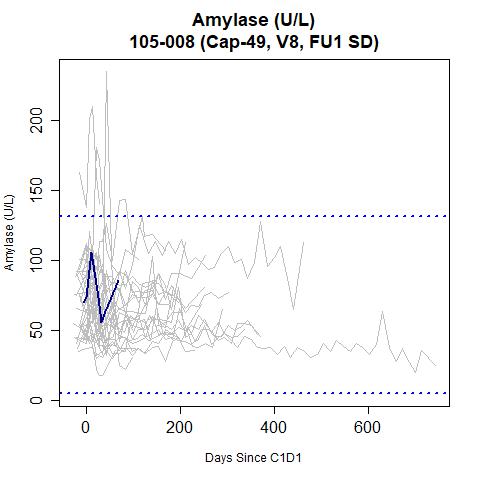 Amylase (U/L)
105-008 (Cap-49, V8, FU1 SD)
Amylase (U/L)
200
150
100
50
0
0 200 400 600
Days Since C1D1